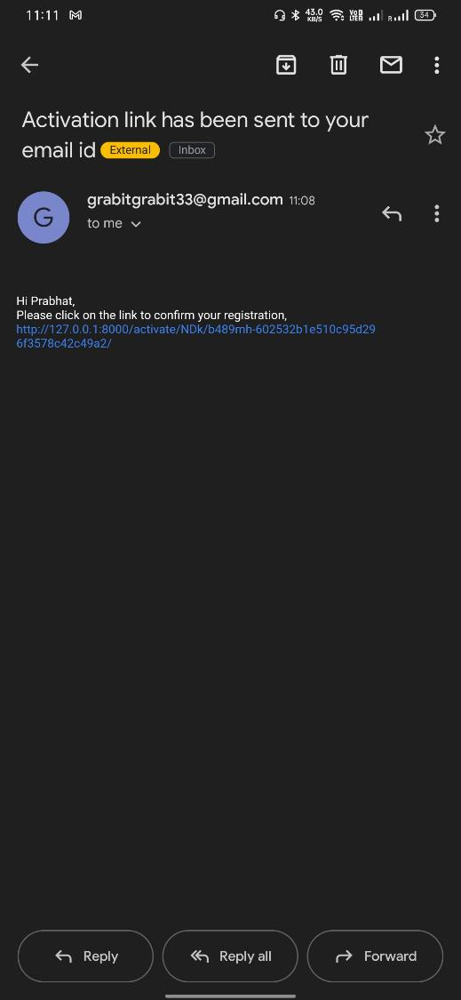 11:11 43.0 KB/S VoD LTE R 34
Activation link has been sent to your
email id External Inbox
G grabitgrabit33@gmail.com 11:08
to me
Hi Prabhat,
Please click on the link to confirm your registration,
http://127.0.0.1:8000/activate/NDk/b489mh-602532b1e510c95d29
6f3578c42c49a2/
Reply Reply all Forward